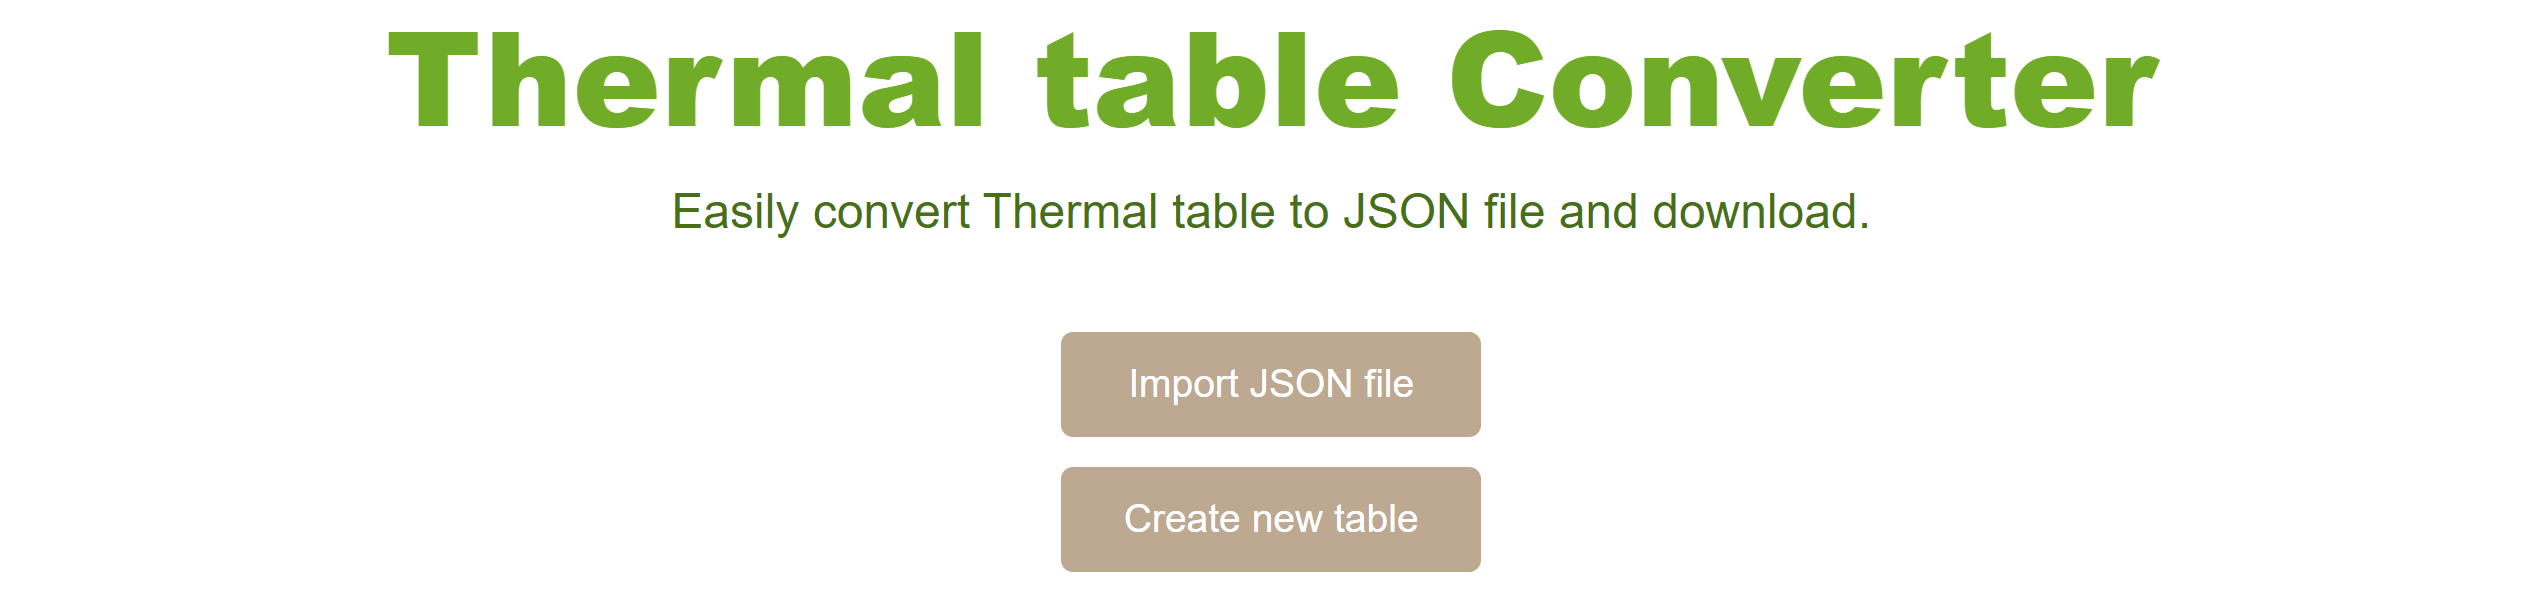 Thermal table Converter
Easily convert Thermal table to JSON file and download.
Import JSON file
Create new table